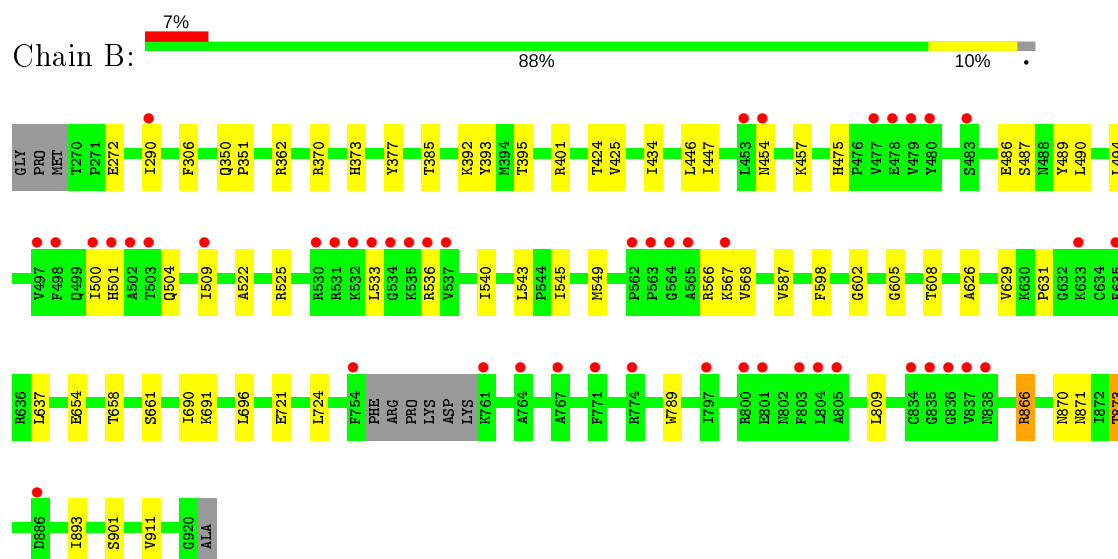 7%
Chain B:
88% 10% •
GLY PRO MET T270 P271 E272 I290 F306 Q350 P351 R362 R370 H373 Y377 T385 K392 Y393 M394 T395 R401 T424 V425 I434 L446 I447 L453 N454 K457 H475 P476 V477 E478 V479 Y480 S483 E486 S487 N488 Y489 L490 L494
V497 F498 Q499 I500 H501 A502 T503 Q504 I509 A522 R525 R530 R531 K532 L533 G534 K535 R536 V537 I540 L543 P544 I545 M549 P562 P563 G564 A565 R566 K567 V568 V587 F598 G602 G605 T608 A626 V629 K630 P631 G632 K633 C634 E635
R636 L637 E654 T658 S661 I690 K691 L696 E721 L724 F754 PHE ARG PRO LYS ASP LYS K761 A764 A767 F771 R774 W789 I797 R800 E801 N802 F803 L804 A805 L809 C834 G835 G836 V837 N838 R866 N870 N871 I872 T873
D886 I893 S901 V911 G920 ALA